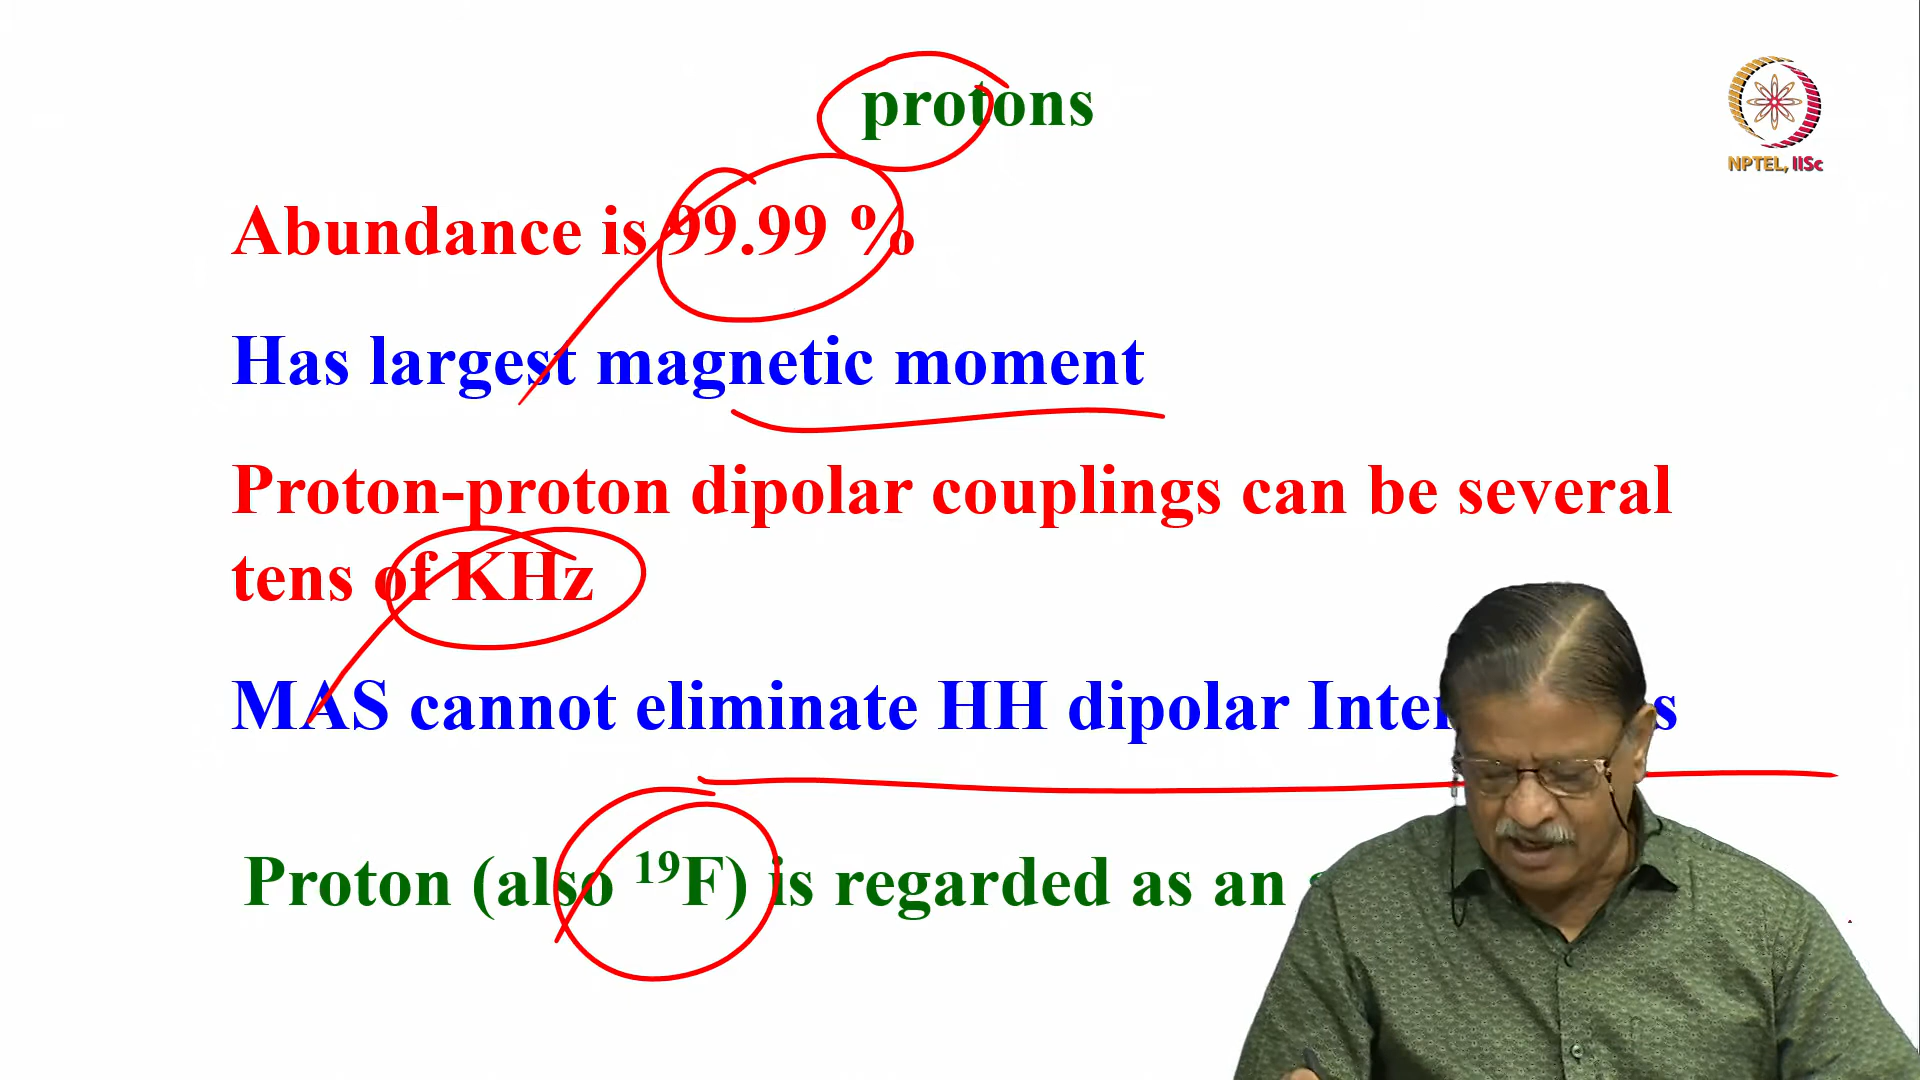 protons
NPTEL, IISc
Abundance is 99.99 %
Has largest magnetic moment
Proton-proton dipolar couplings can be several
tens of KHz
MAS cannot eliminate HH dipolar
Proton (also ¹⁹F) is regarded as an